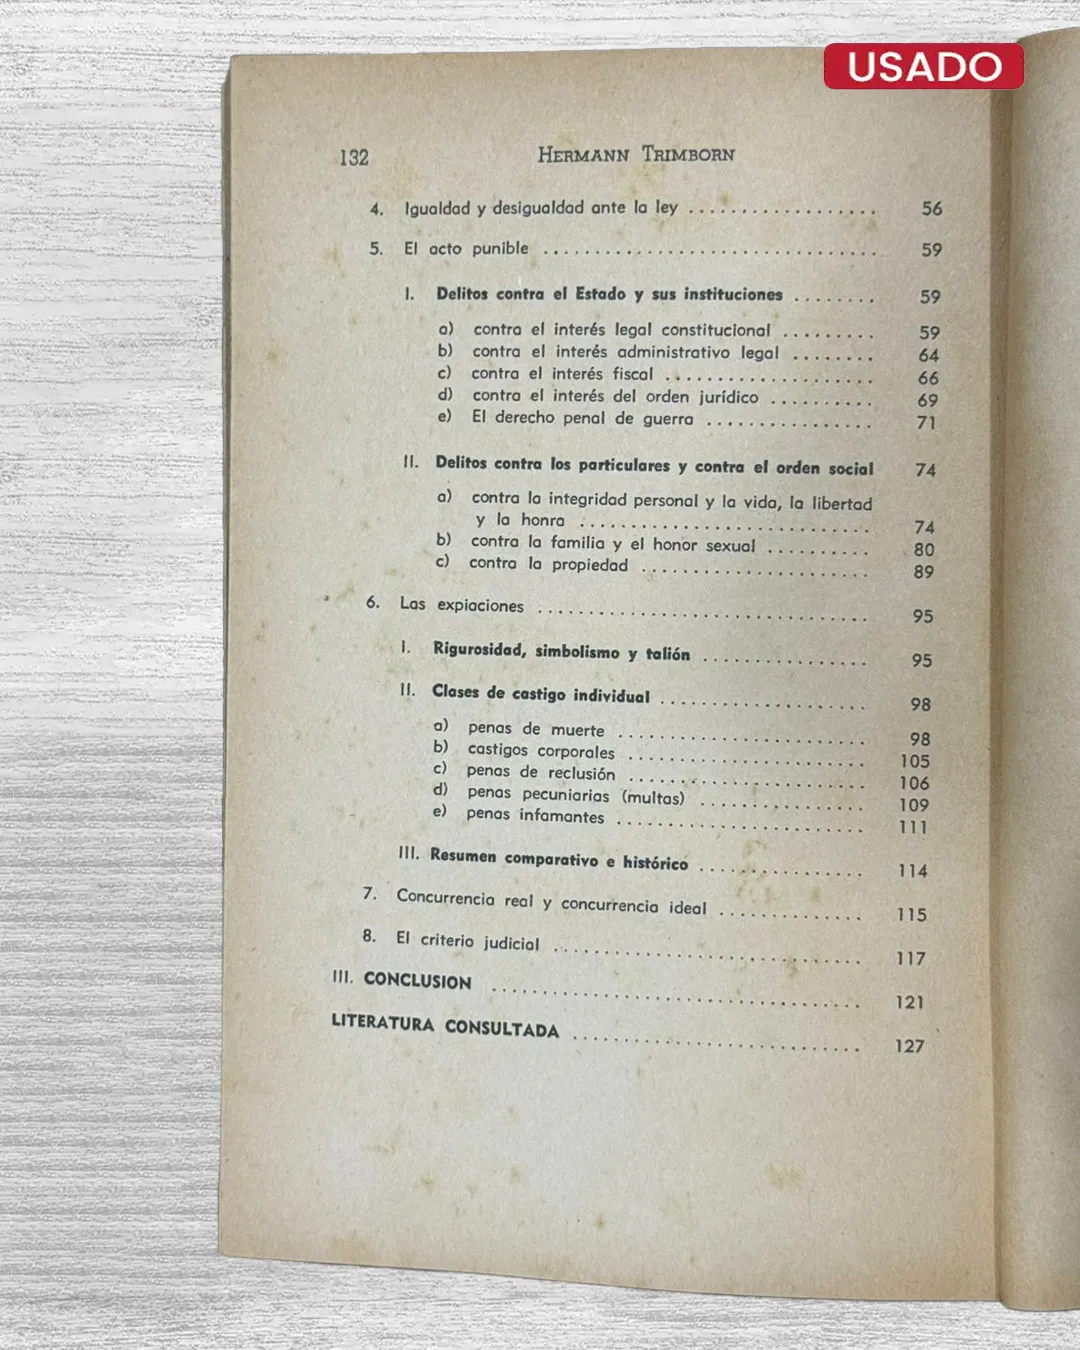 USADO
132 HERMANN TRIMBORN
4. Igualdad y desigualdad ante la ley .................. 56
5. El acto punible ................................ 59
I. Delitos contra el Estado y sus instituciones ........ 59
a) contra el interés legal constitucional ......... 59
b) contra el interés administrativo legal ........ 64
c) contra el interés fiscal .................... 66
d) contra el interés del orden jurídico .......... 69
e) El derecho penal de guerra ................ 71
II. Delitos contra los particulares y contra el orden social 74
a) contra la integridad personal y la vida, la libertad
y la honra ............................ 74
b) contra la familia y el honor sexual .......... 80
c) contra la propiedad ...................... 89
6. Las expiaciones ................................ 95
I. Rigurosidad, simbolismo y talión ................ 95
II. Clases de castigo individual .................... 98
a) penas de muerte ........................ 98
b) castigos corporales ....................... 105
c) penas de reclusión ....................... 106
d) penas pecuniarias (multas) ................ 109
e) penas infamantes ........................ 111
III. Resumen comparativo e histórico ................ 114
7. Concurrencia real y concurrencia ideal .............. 115
8. El criterio judicial .............................. 117
III. CONCLUSION .................................. 121
LITERATURA CONSULTADA ............................ 127